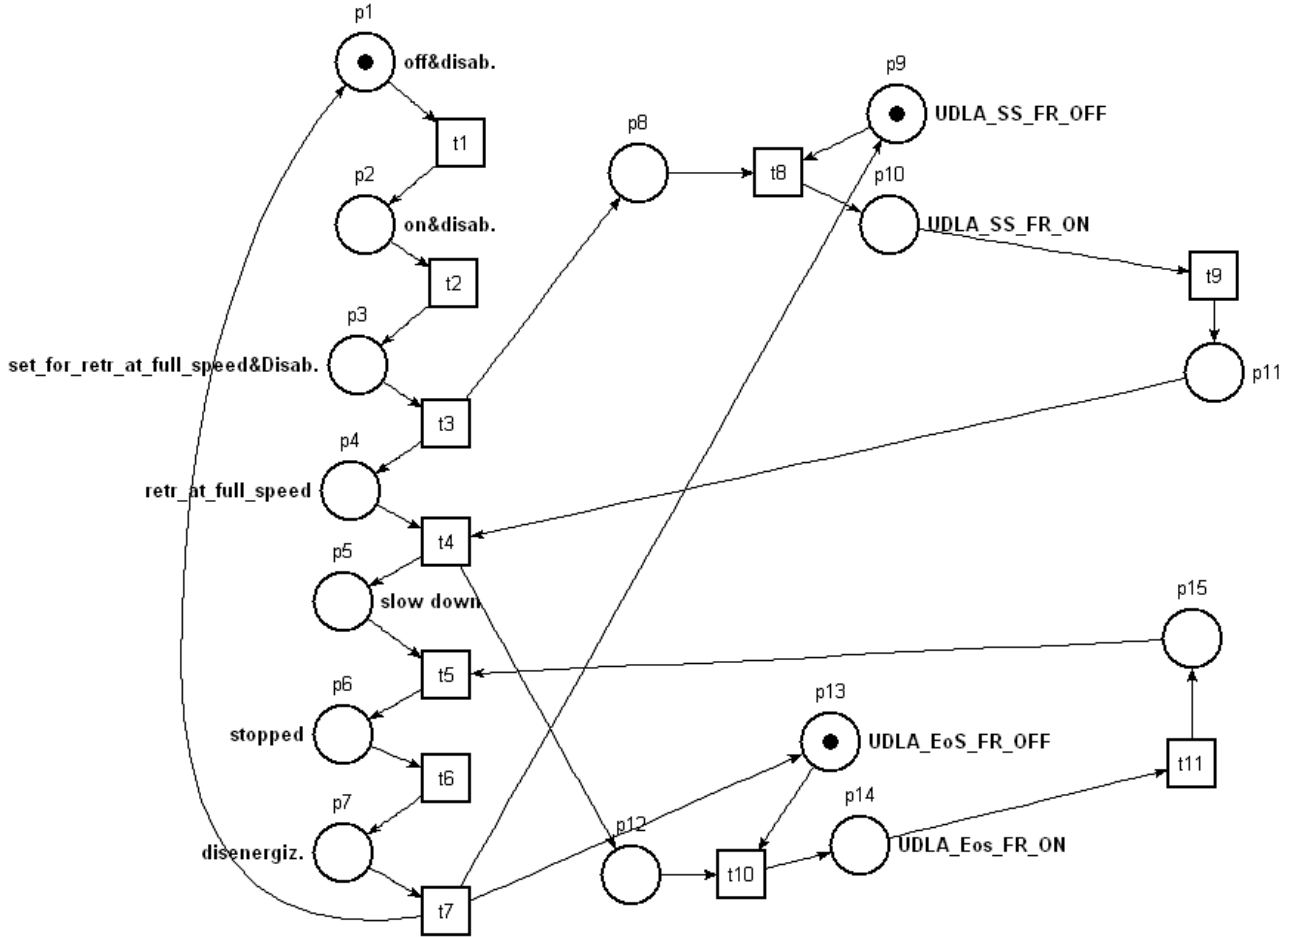 p1
off&disab.
t1
p2
on&disab.
t2
p3
set_for_retr_at_full_speed&Disab.
t3
p4
retr_at_full_speed
t4
p5
slow down
t5
p6
stopped
t6
p7
disenergiz.
t7
p8
t8
p9
UDLA_SS_FR_OFF
p10
UDLA_SS_FR_ON
t9
p11
p15
t11
p13
UDLA_EoS_FR_OFF
p14
UDLA_Eos_FR_ON
p12
t10